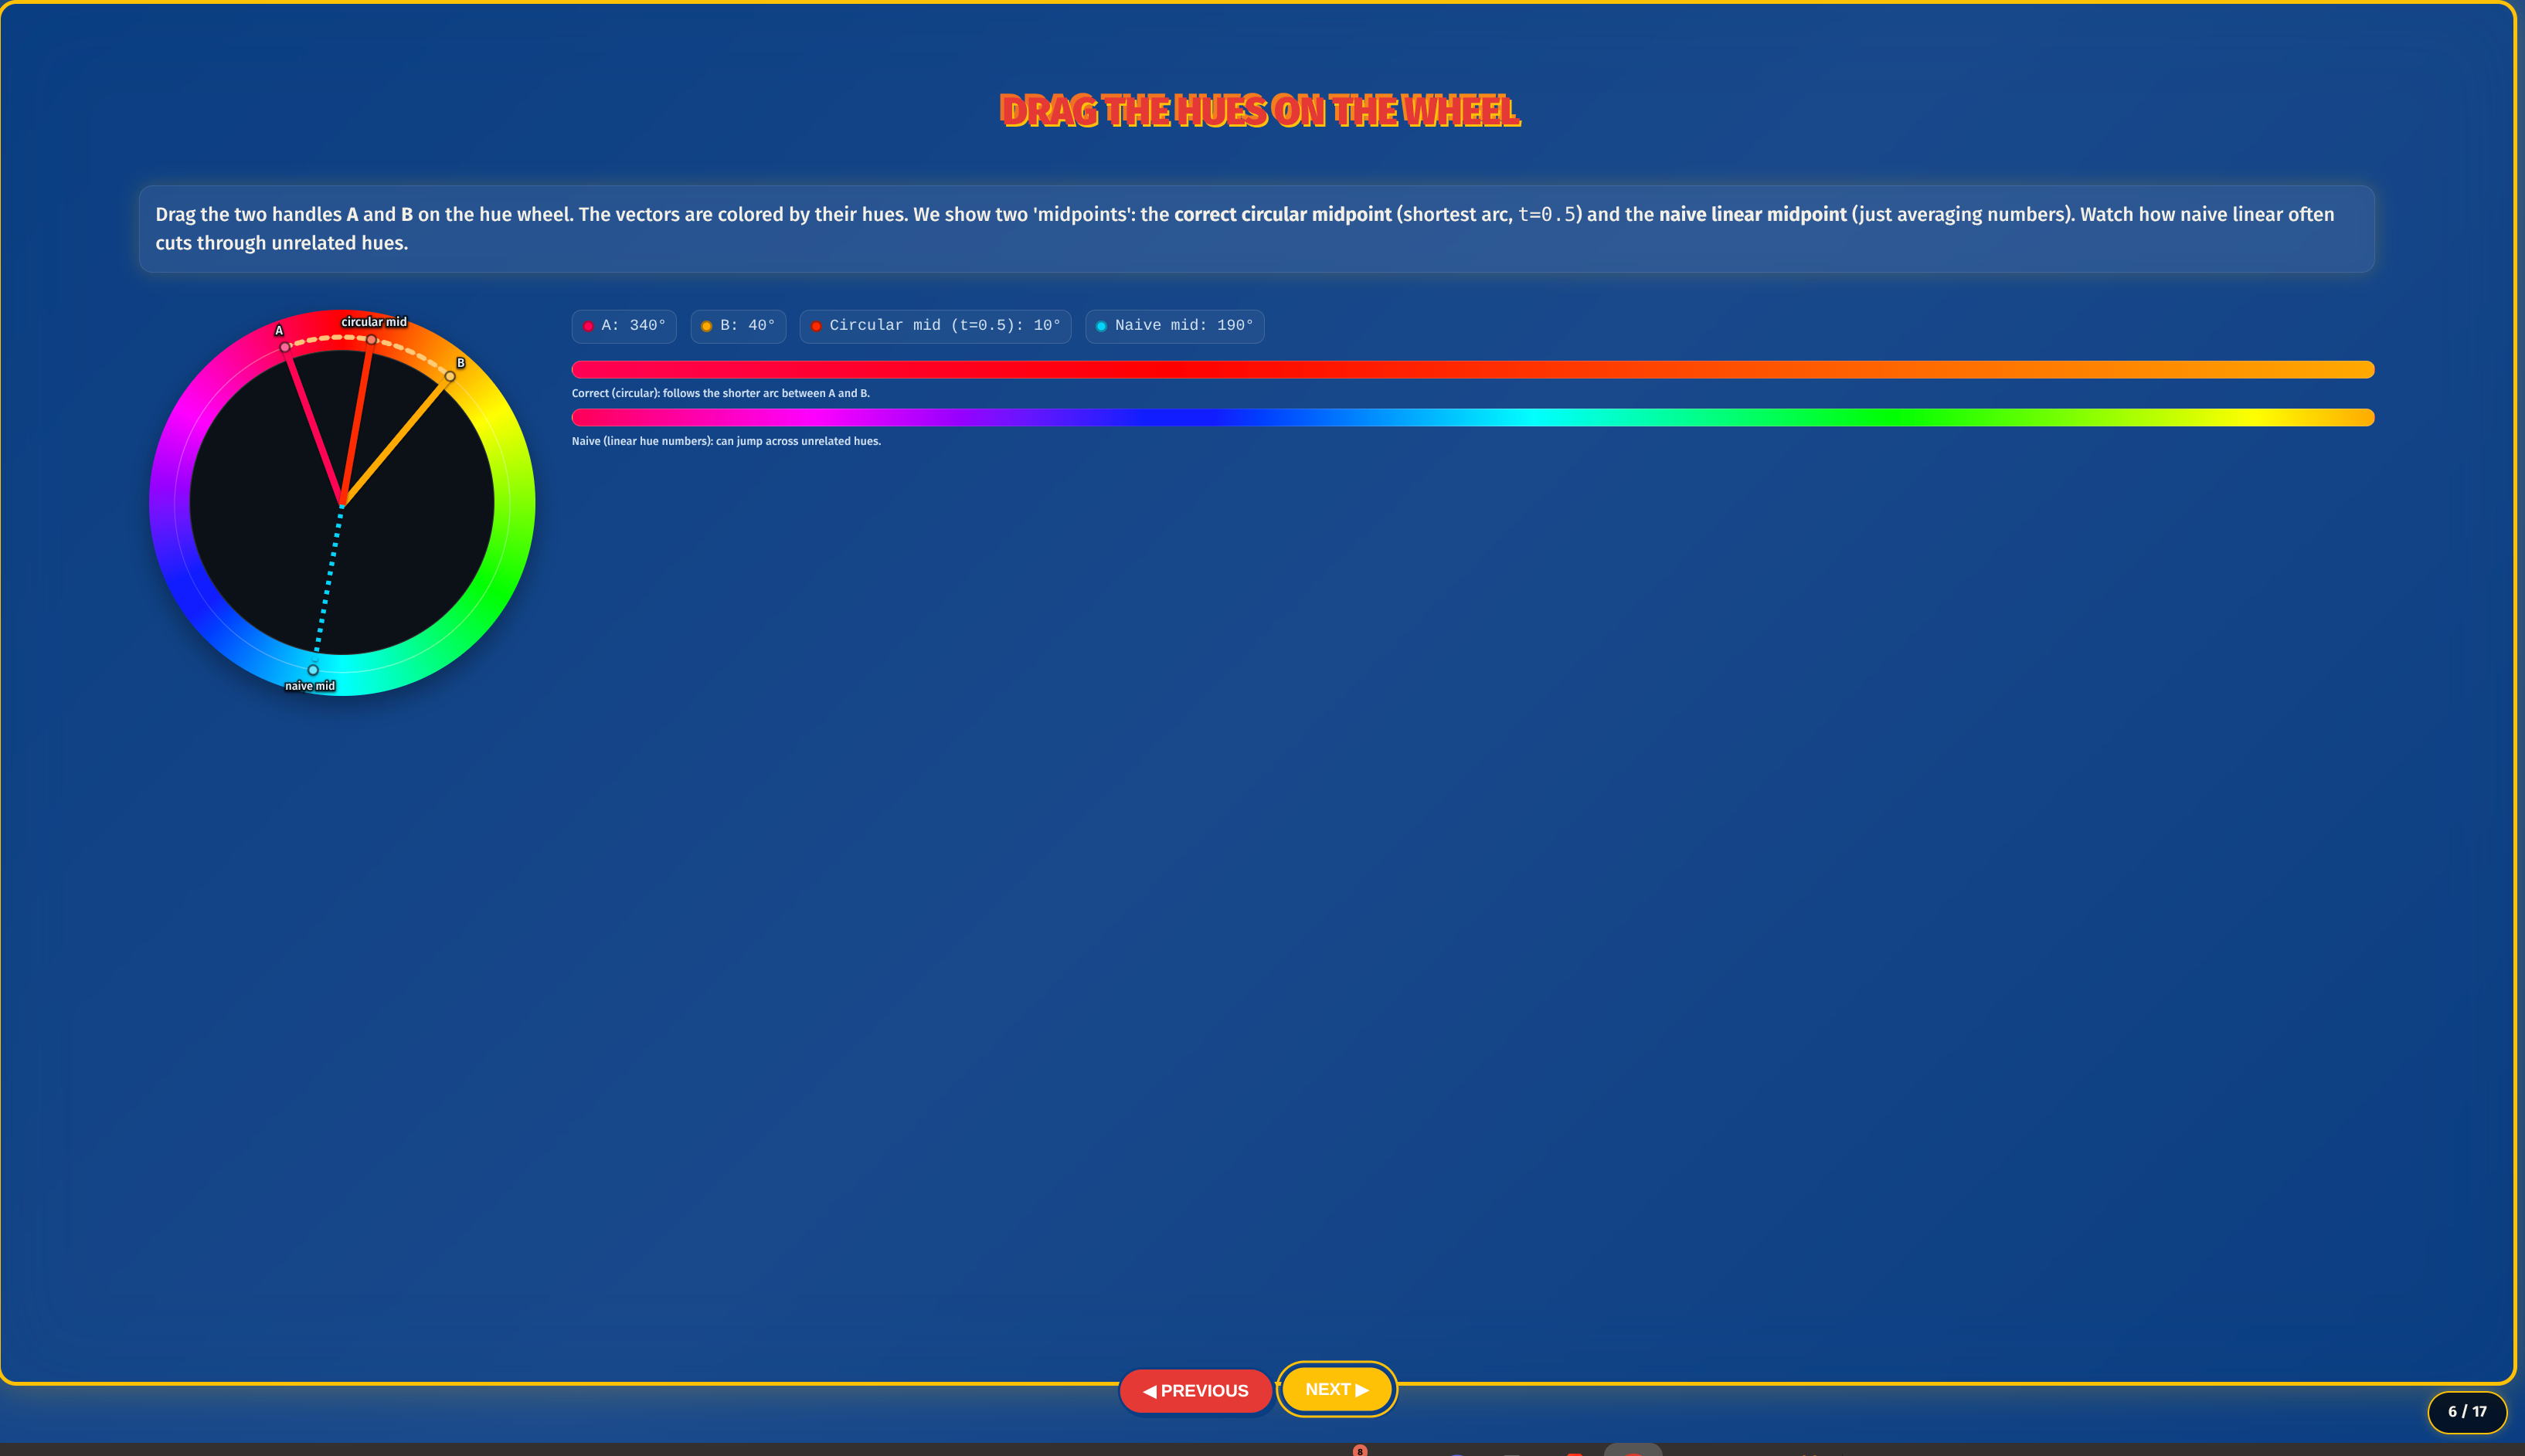 DRAG THE HUES ON THE WHEEL
Drag the two handles A and B on the hue wheel. The vectors are colored by their hues. We show two 'midpoints': the correct circular midpoint (shortest arc, t=0.5) and the naive linear midpoint (just averaging numbers). Watch how naive linear often
cuts through unrelated hues.
A
circular mid
B
naive mid
A: 340°
B: 40°
Circular mid (t=0.5): 10°
Naive mid: 190°
Correct (circular): follows the shorter arc between A and B.
Naive (linear hue numbers): can jump across unrelated hues.
◀ PREVIOUS
NEXT ▶
6 / 17
8